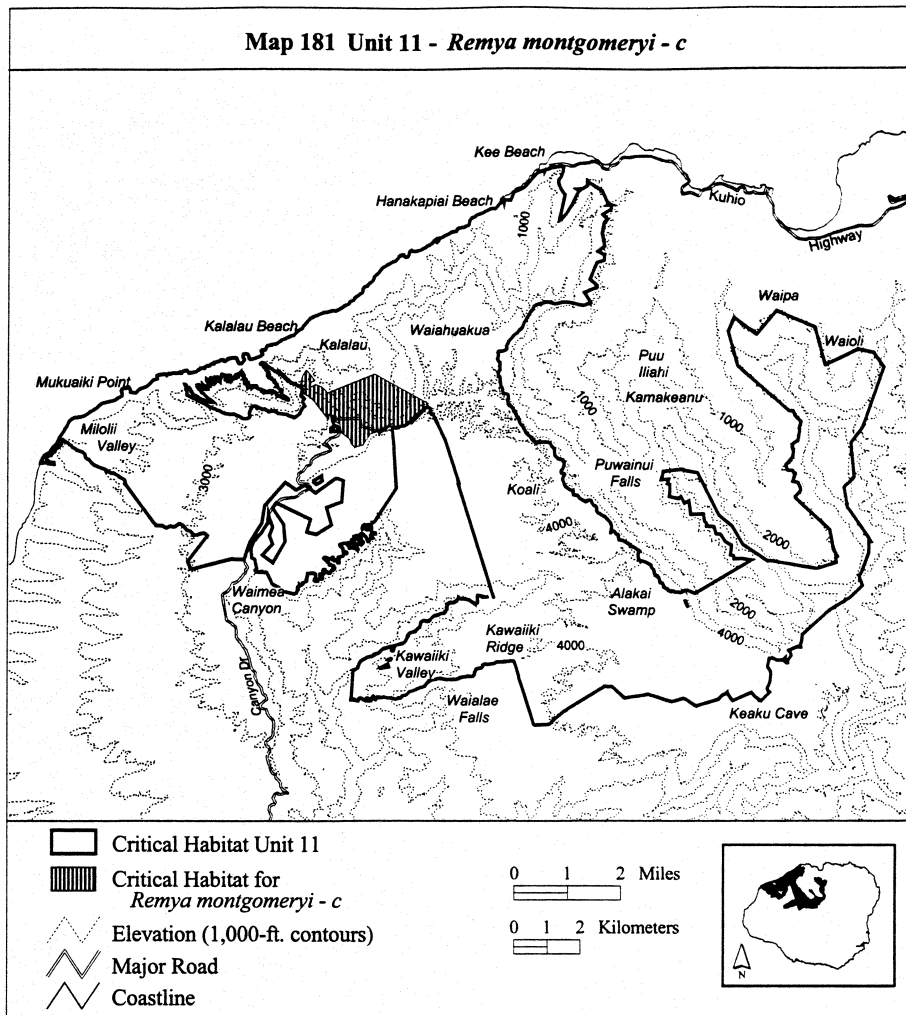 Map 181 Unit 11 - Remya montgomeryi - c
Kee Beach
Hanakapiai Beach
Kuhio
Highway
1000
Waipa
Kalalau Beach
Kalalau
Waiahuakua
Waioli
Puu
Iliahi
Mukuaiki Point
Kamakeanu
1000
1000
Milolii
Valley
3000
Puwainui
Falls
Koali
4000
2000
Waimea
Canyon
Alakai
Swamp
2000
4000
Kawaiiki
Ridge
4000
Kawaiiki
Valley
Canyon Dr
Waialae
Falls
Keaku Cave
Critical Habitat Unit 11
Critical Habitat for
Remya montgomeryi - c
Elevation (1,000-ft. contours)
Major Road
Coastline
0 1 2 Miles
0 1 2 Kilometers
N